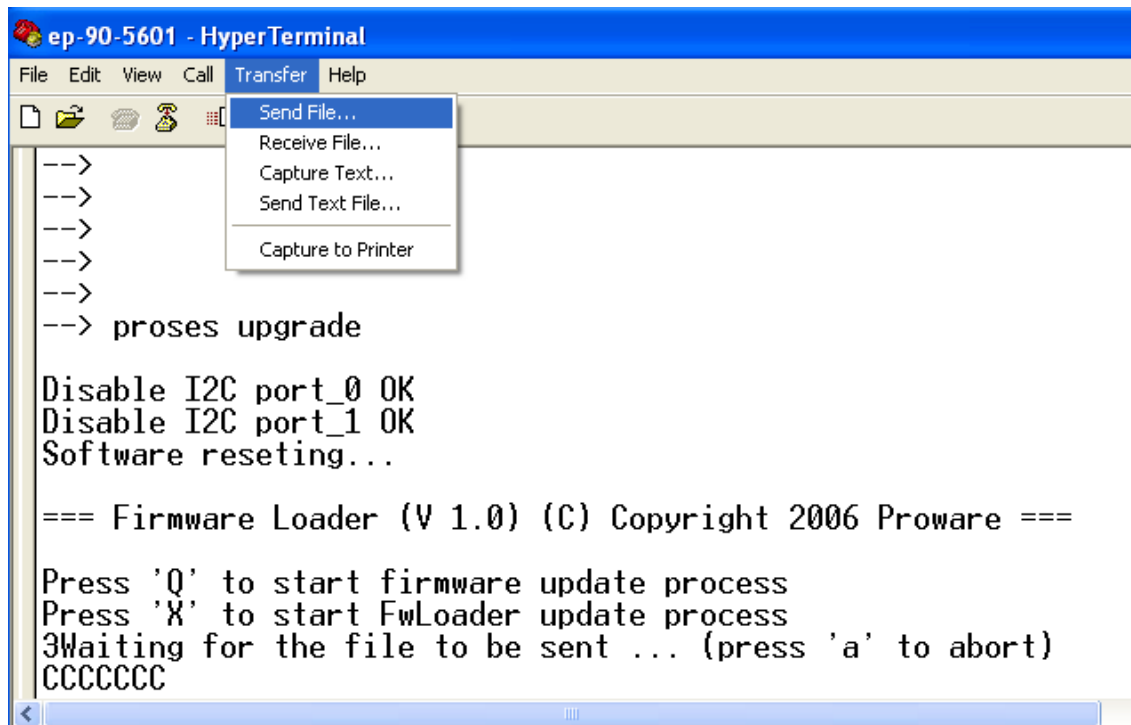 ep-90-5601 - HyperTerminal
File Edit View Call Transfer Help
Send File...
Receive File...
Capture Text...
Send Text File...
Capture to Printer
-->
-->
-->
-->
-->
--> proses upgrade
Disable I2C port_0 OK
Disable I2C port_1 OK
Software reseting...
=== Firmware Loader (V 1.0) (C) Copyright 2006 Proware ===
Press 'Q' to start firmware update process
Press 'X' to start FwLoader update process
3Waiting for the file to be sent ... (press 'a' to abort)
CCCCCCC